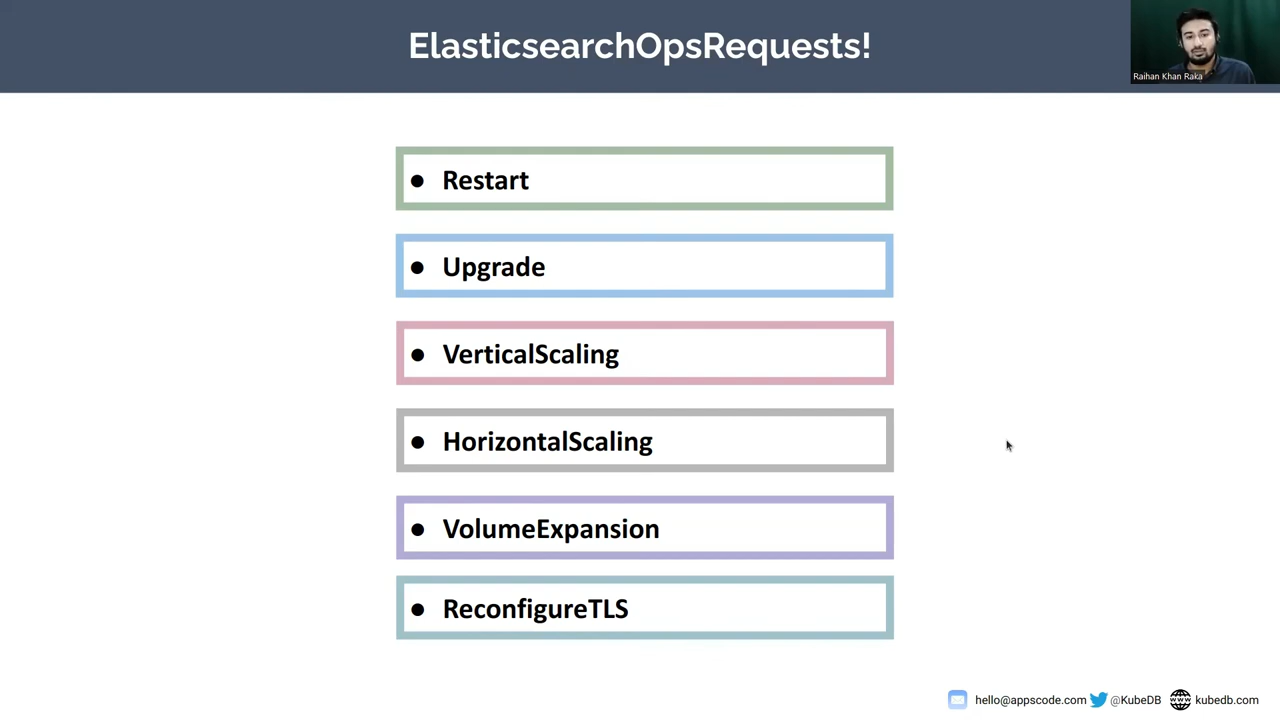 ElasticsearchOpsRequests!
Raihan Khan Raka
● Restart
● Upgrade
● VerticalScaling
● HorizontalScaling
● VolumeExpansion
● ReconfigureTLS
hello@appscode.com @KubeDB kubedb.com